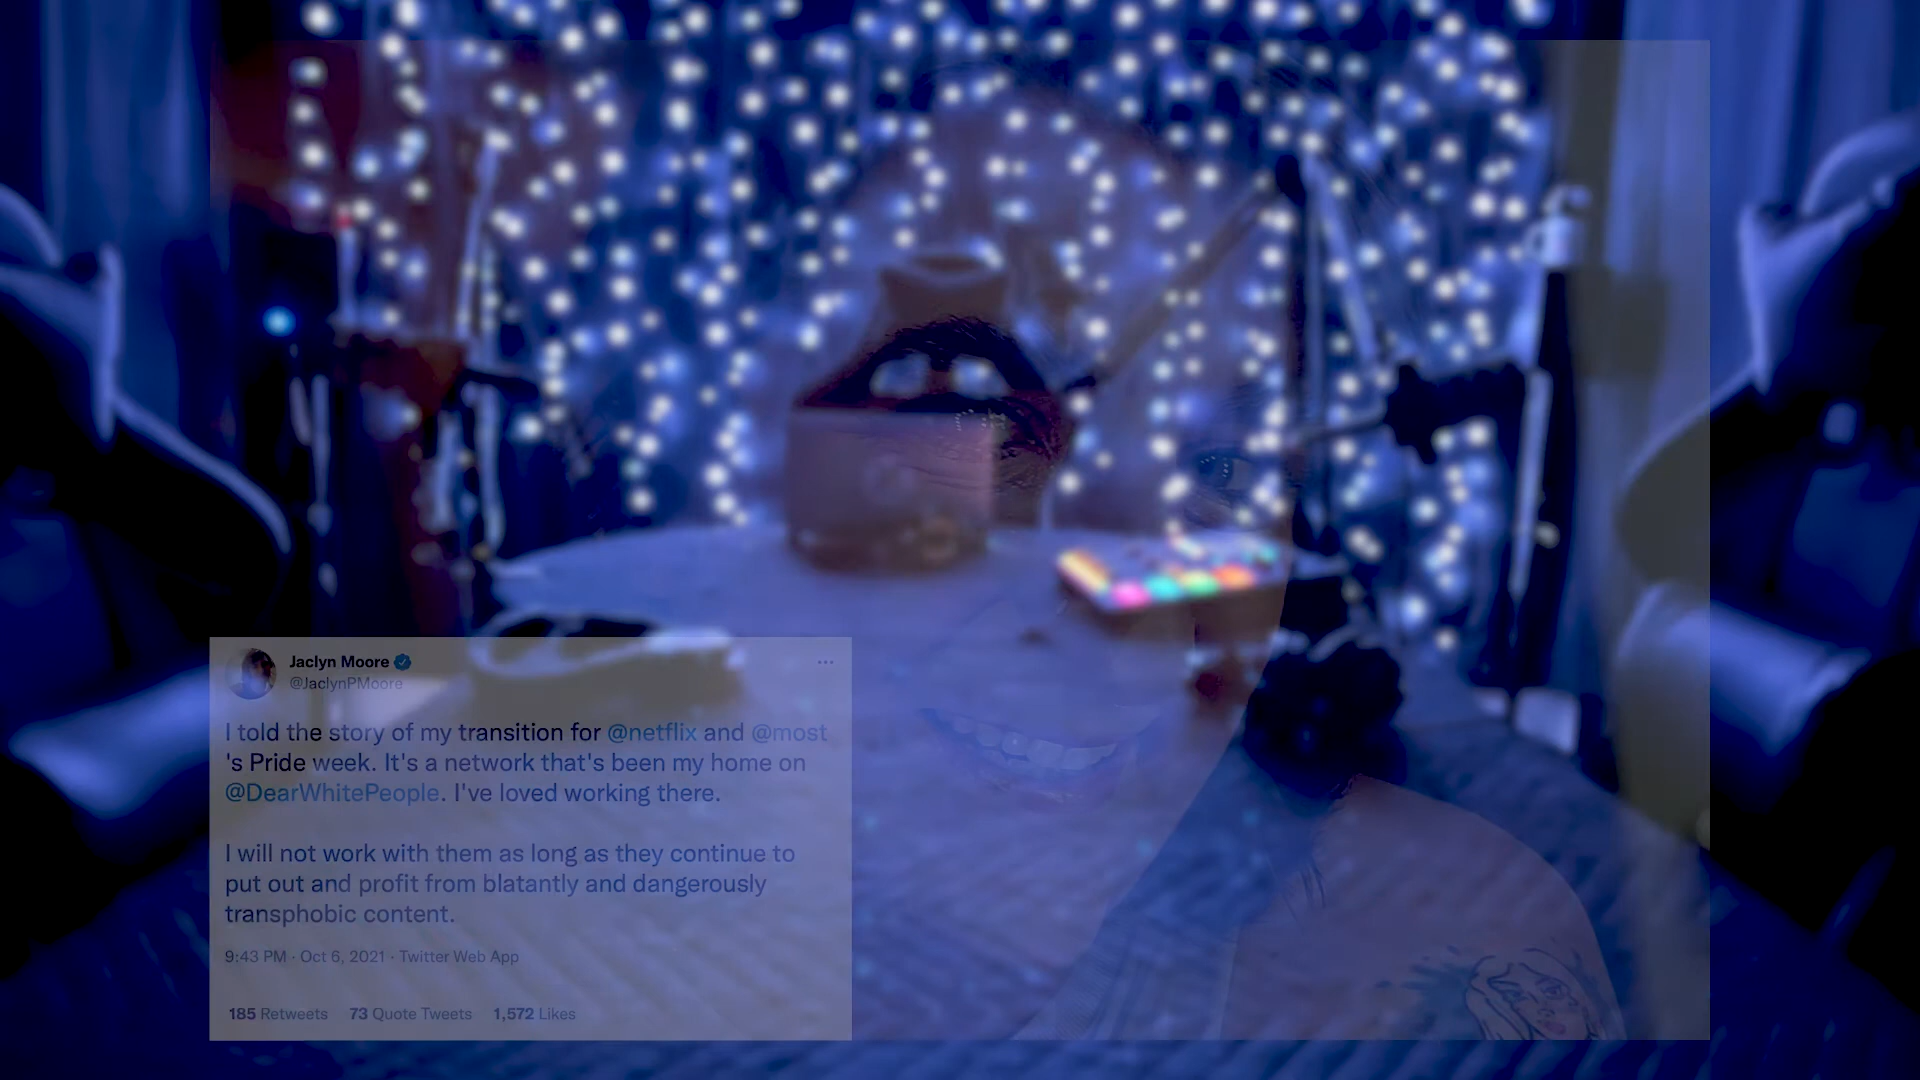 Jaclyn Moore
@JaclynPMoore
I told the story of my transition for @netflix and @most
's Pride week. It's a network that's been my home on
@DearWhitePeople. I've loved working there.
I will not work with them as long as they continue to
put out and profit from blatantly and dangerously
transphobic content.
9:43 PM · Oct 6, 2021 · Twitter Web App
185 Retweets 73 Quote Tweets 1,572 Likes